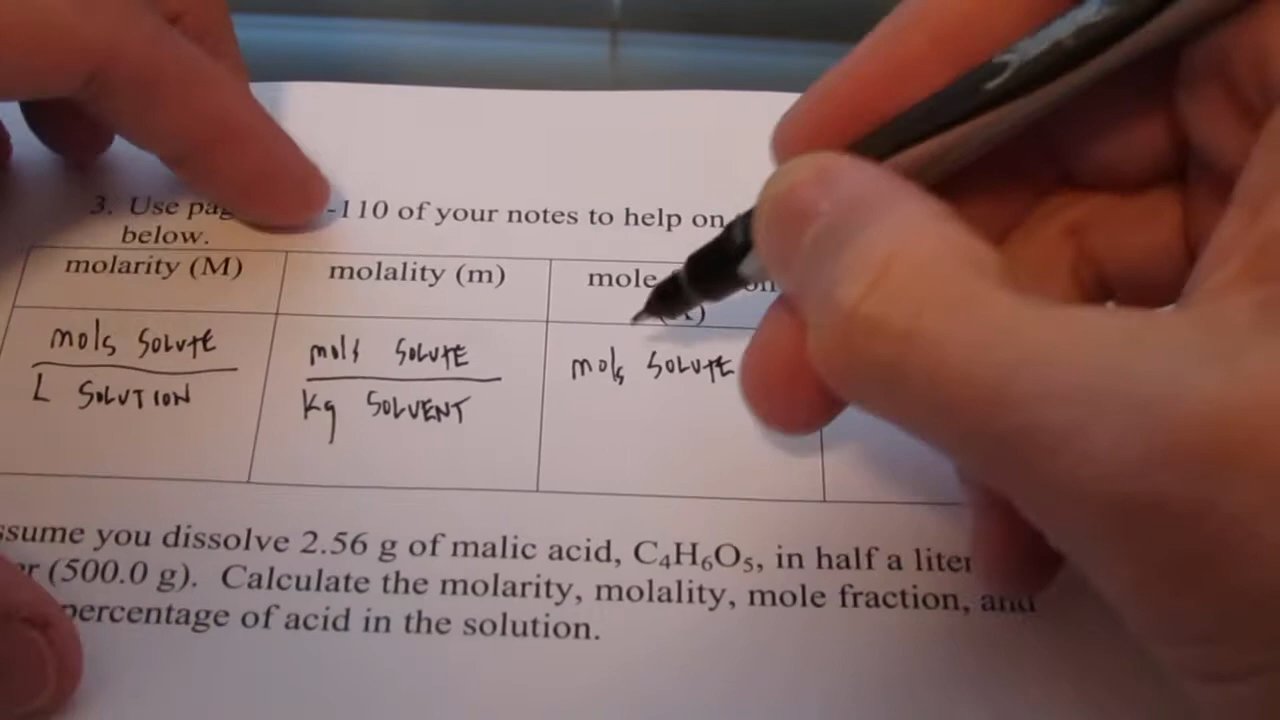 3. Use -110 of your notes to help on
below.
molarity (M) molality (m) mole
mols SOLUTE
L SOLUTION
mols SOLUTE
Kg SOLVENT
mols SOLUTE
ssume you dissolve 2.56 g of malic acid, C₄H₆O₅, in half a liter
r (500.0 g). Calculate the molarity, molality, mole fraction, and
percentage of acid in the solution.